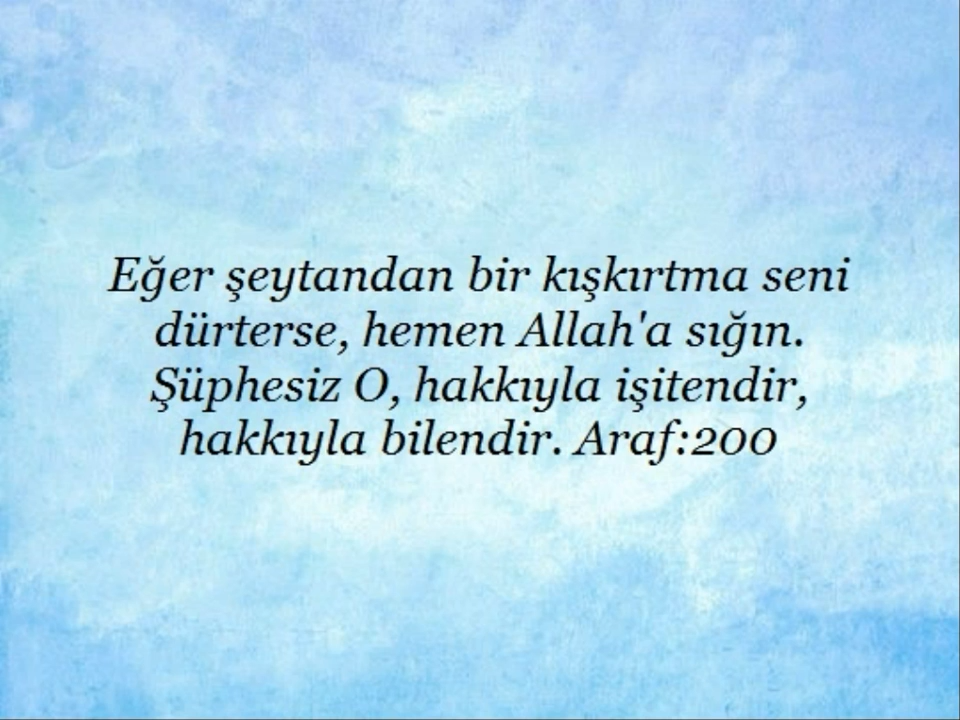 Eğer şeytandan bir kışkırtma seni
dürterse, hemen Allah'a sığın.
Şüphesiz O, hakkıyla işitendir,
hakkıyla bilendir. Araf:200